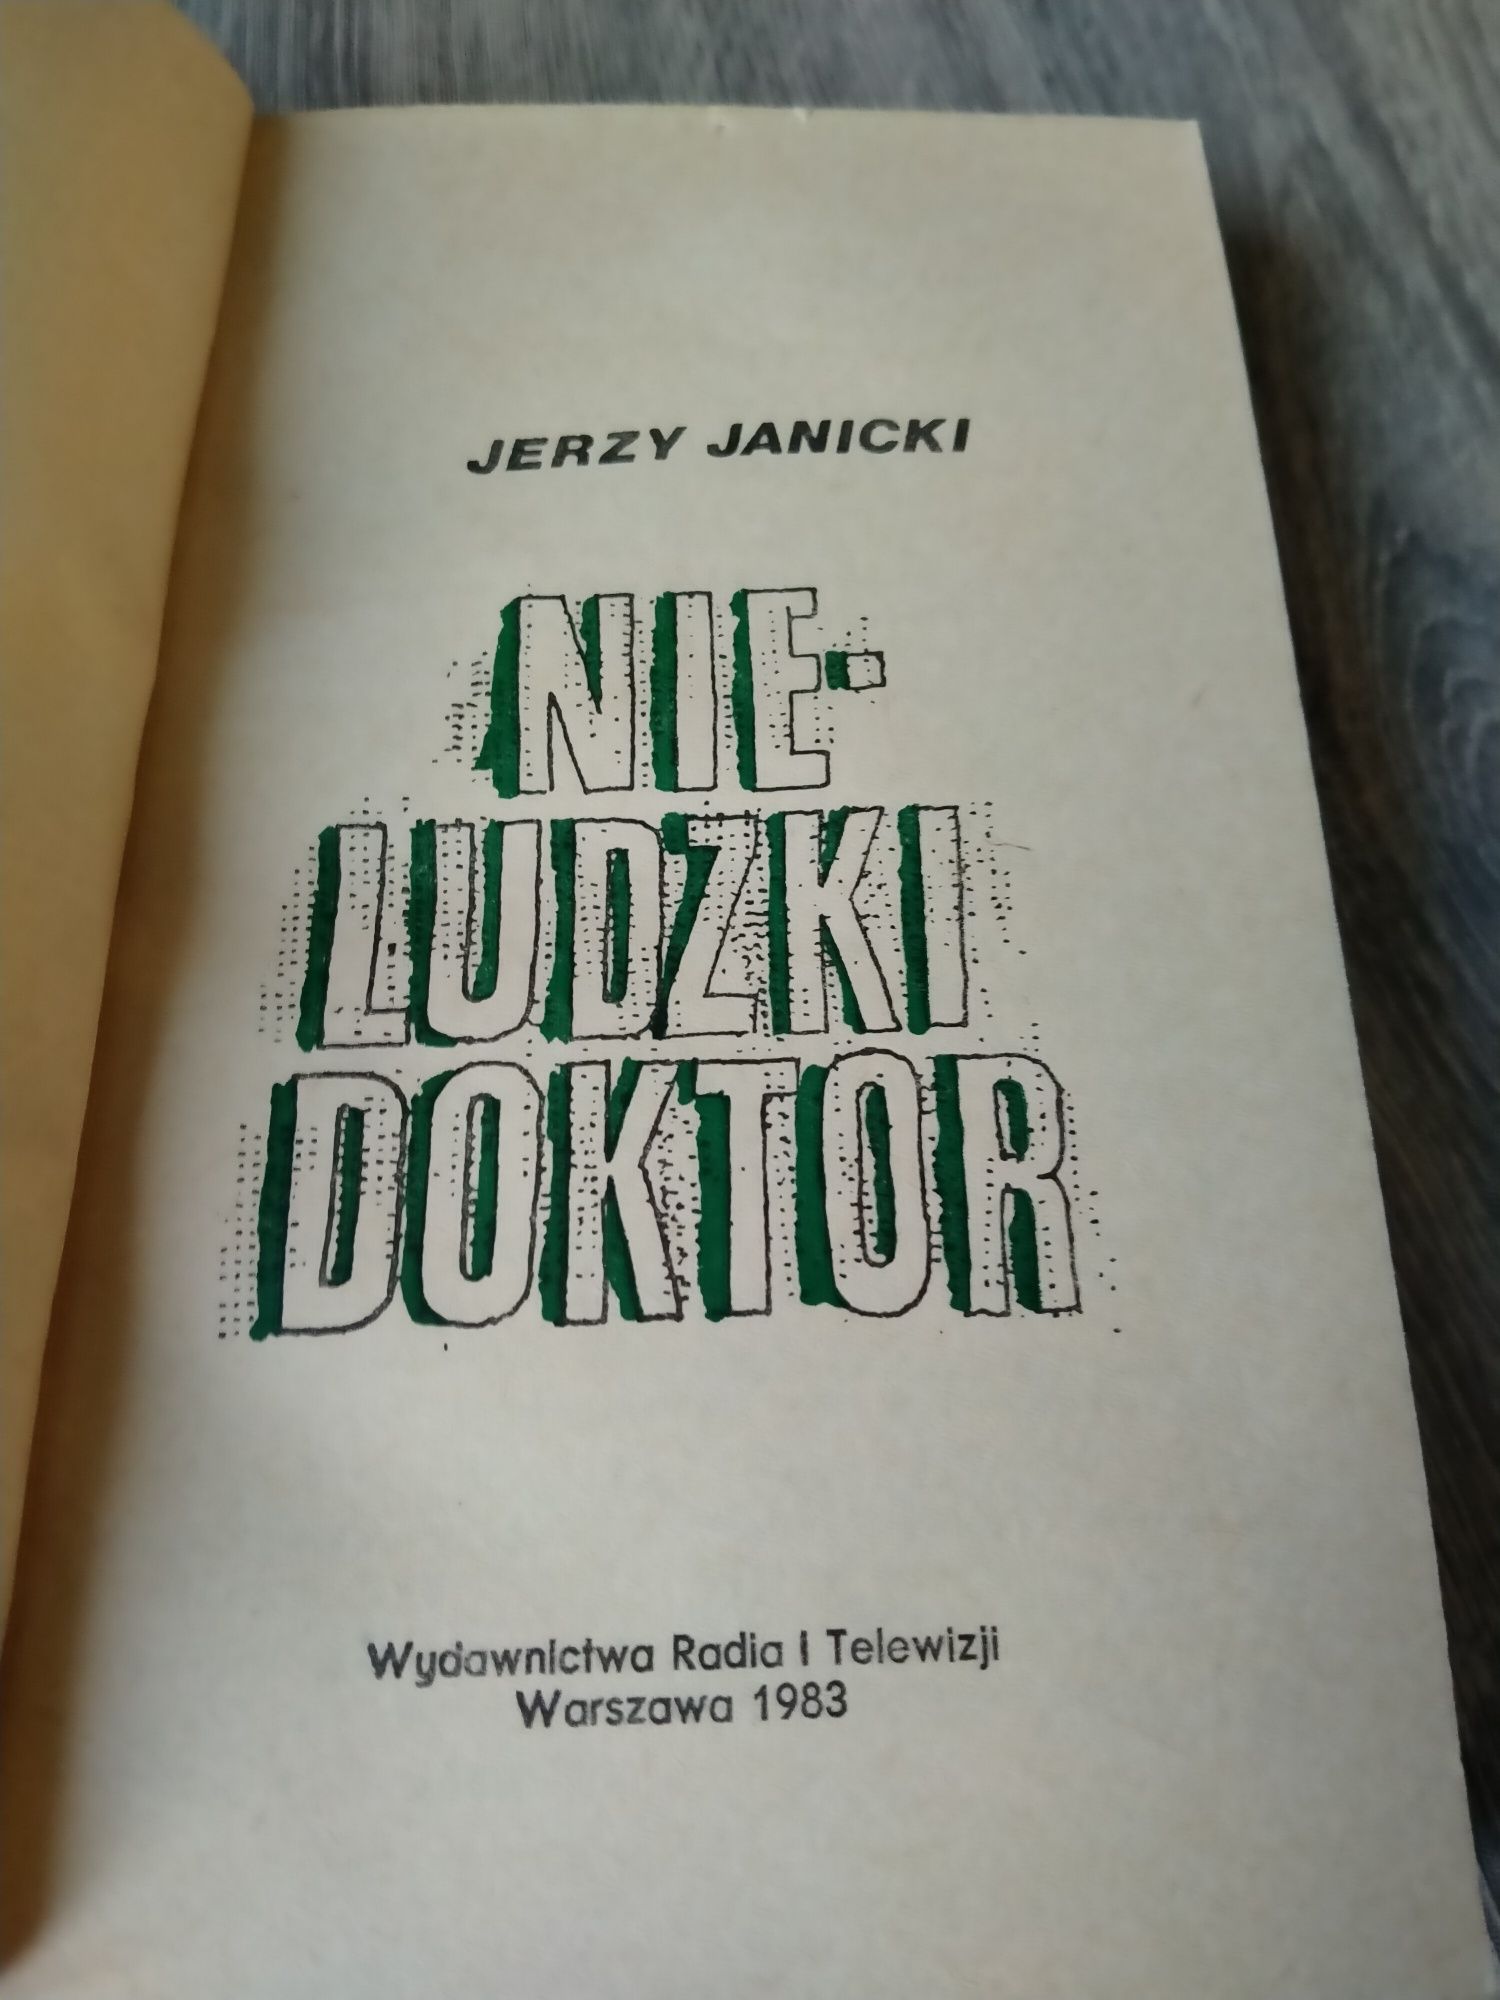 JERZY JANICKI
NIE-
LUDZKI
DOKTOR
Wydawnictwa Radia I Telewizji
Warszawa 1983